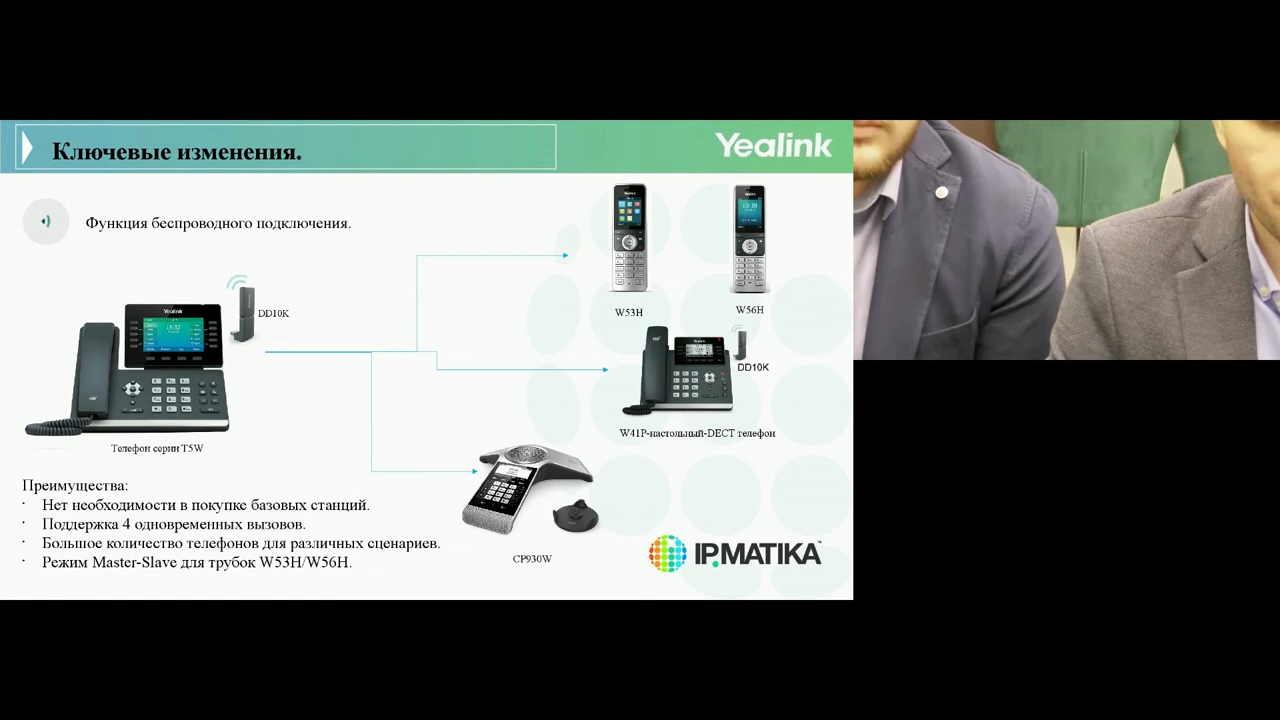 Ключевые изменения.
Yealink
Функция беспроводного подключения.
DD10K
Yealink
Телефон серии T5W
W53H
W56H
DD10K
W41P-настольный-DECT телефон
CP930W
Преимущества:
· Нет необходимости в покупке базовых станций.
· Поддержка 4 одновременных вызовов.
· Большое количество телефонов для различных сценариев.
· Режим Master-Slave для трубок W53H/W56H.
IPMATIKA